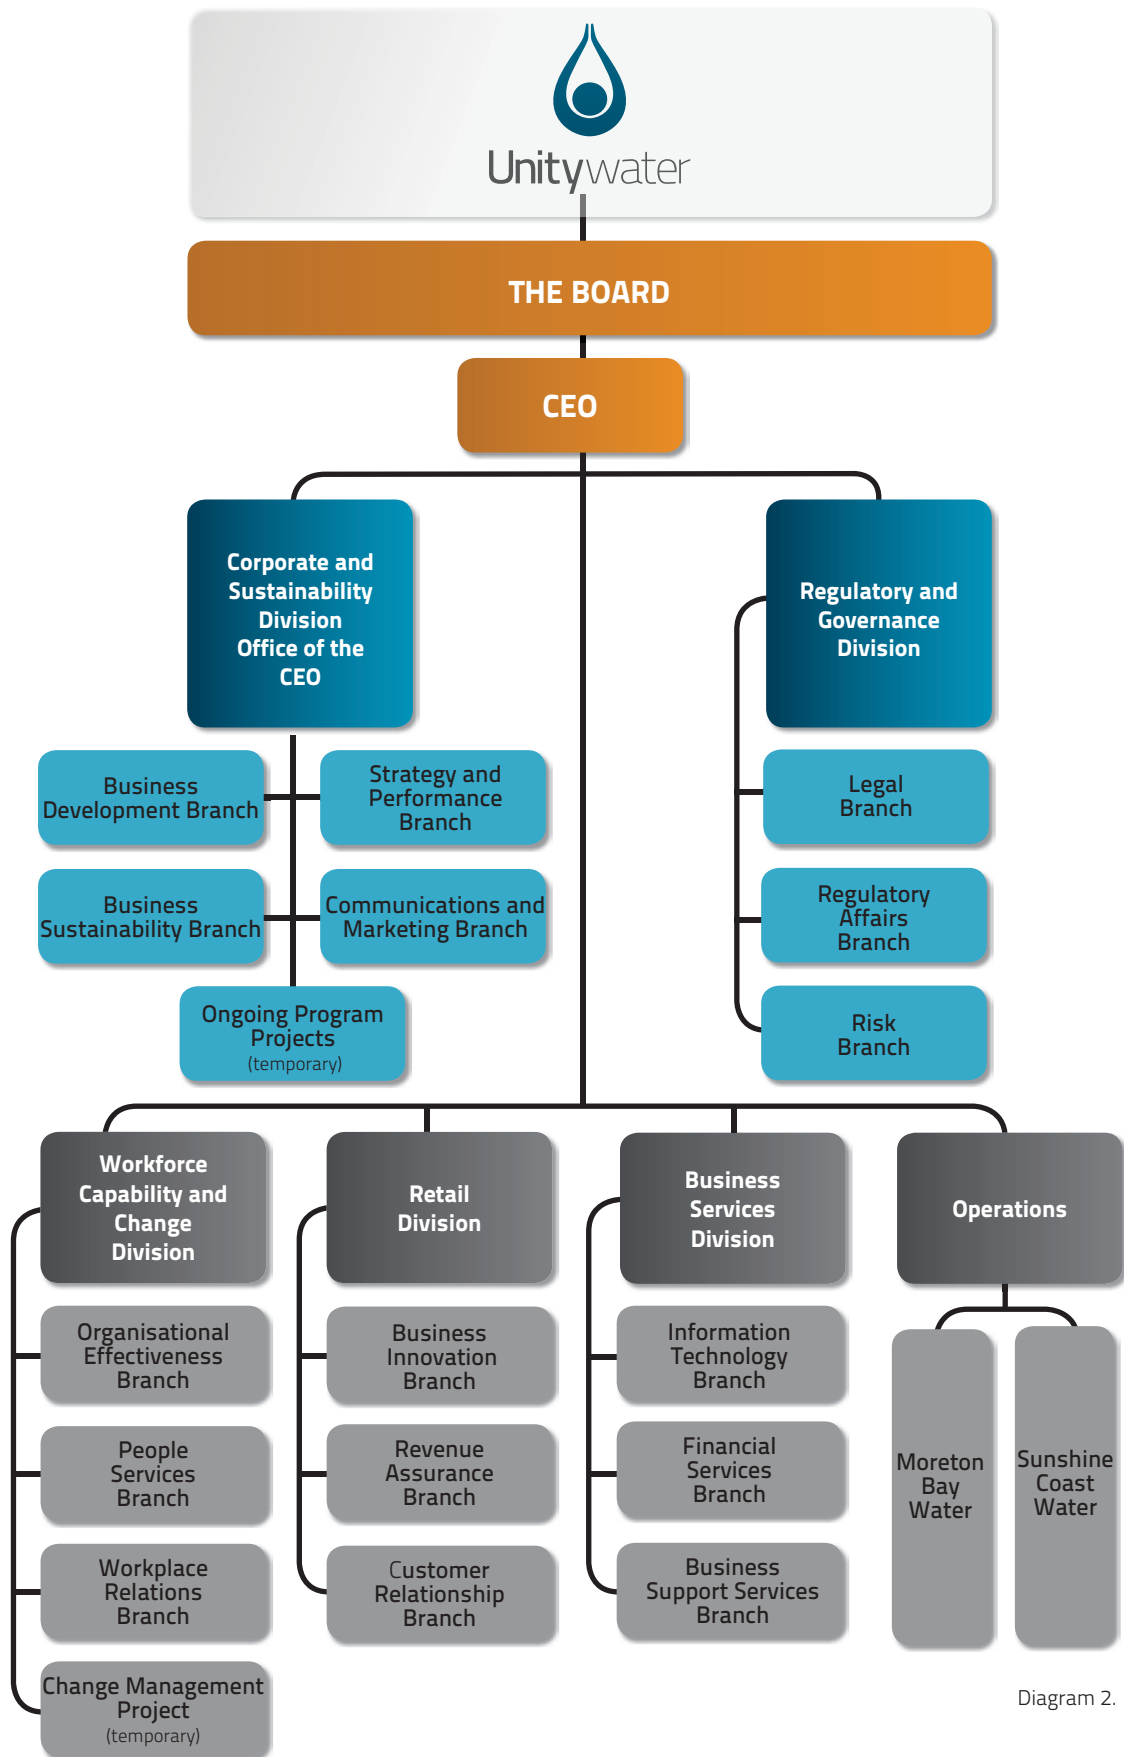 Unitywater
THE BOARD
CEO
Corporate and
Sustainability
Division
Office of the
CEO
Regulatory and
Governance
Division
Business
Development Branch
Strategy and
Performance
Branch
Legal
Branch
Business
Sustainability Branch
Communications and
Marketing Branch
Regulatory
Affairs
Branch
Ongoing Program
Projects
(temporary)
Risk
Branch
Workforce
Capability and
Change
Division
Retail
Division
Business
Services
Division
Operations
Organisational
Effectiveness
Branch
Business
Innovation
Branch
Information
Technology
Branch
Moreton
Bay
Water
Sunshine
Coast
Water
People
Services
Branch
Revenue
Assurance
Branch
Financial
Services
Branch
Workplace
Relations
Branch
Customer
Relationship
Branch
Business
Support Services
Branch
Change Management
Project
(temporary)
Diagram 2.